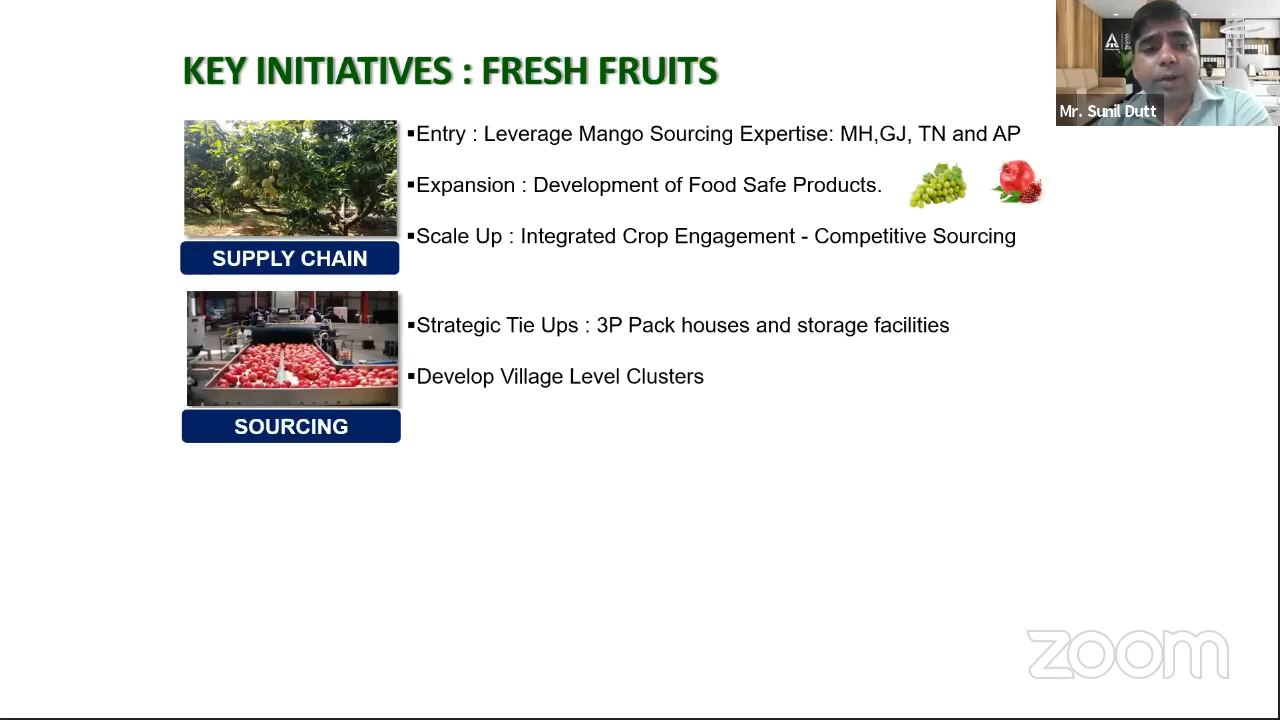 KEY INITIATIVES : FRESH FRUITS
▪Entry : Leverage Mango Sourcing Expertise: MH,GJ, TN and AP
▪Expansion : Development of Food Safe Products.
▪Scale Up : Integrated Crop Engagement - Competitive Sourcing
SUPPLY CHAIN
▪Strategic Tie Ups : 3P Pack houses and storage facilities
▪Develop Village Level Clusters
SOURCING
Mr. Sunil Dutt
zoom